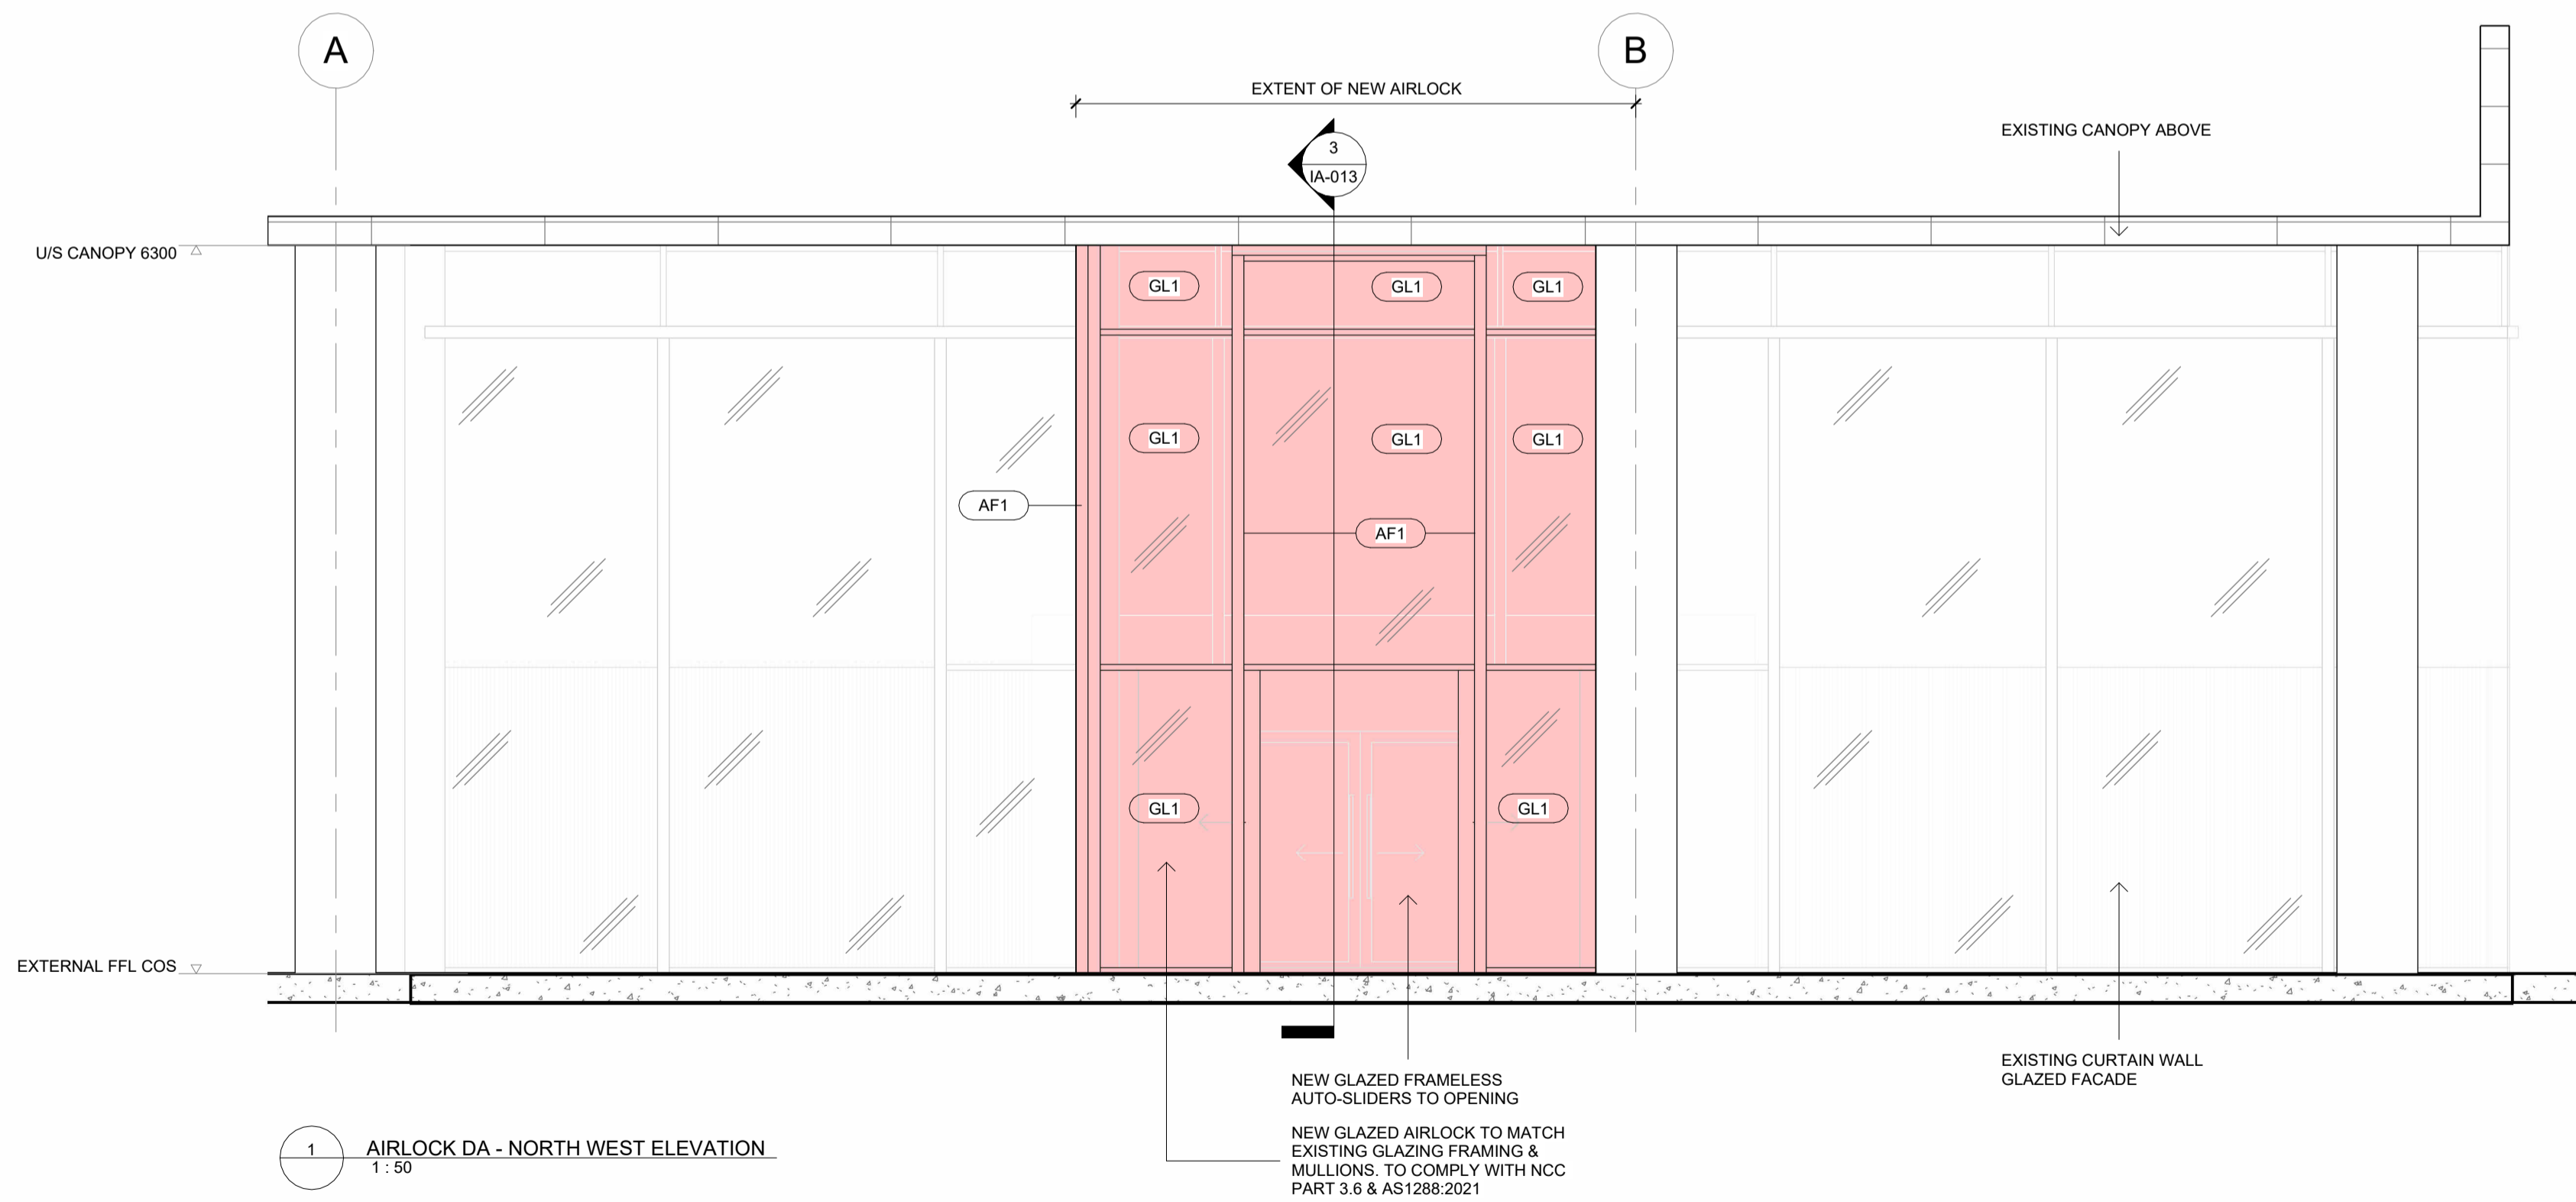 A
B
EXTENT OF NEW AIRLOCK
EXISTING CANOPY ABOVE
3
IA-013
U/S CANOPY 6300
GL1
GL1
GL1
GL1
GL1
GL1
AF1
AF1
GL1
GL1
EXTERNAL FFL COS
NEW GLAZED FRAMELESS
AUTO-SLIDERS TO OPENING
NEW GLAZED AIRLOCK TO MATCH
EXISTING GLAZING FRAMING &
MULLIONS. TO COMPLY WITH NCC
PART 3.6 & AS1288:2021
EXISTING CURTAIN WALL
GLAZED FACADE
1
AIRLOCK DA - NORTH WEST ELEVATION
1 : 50